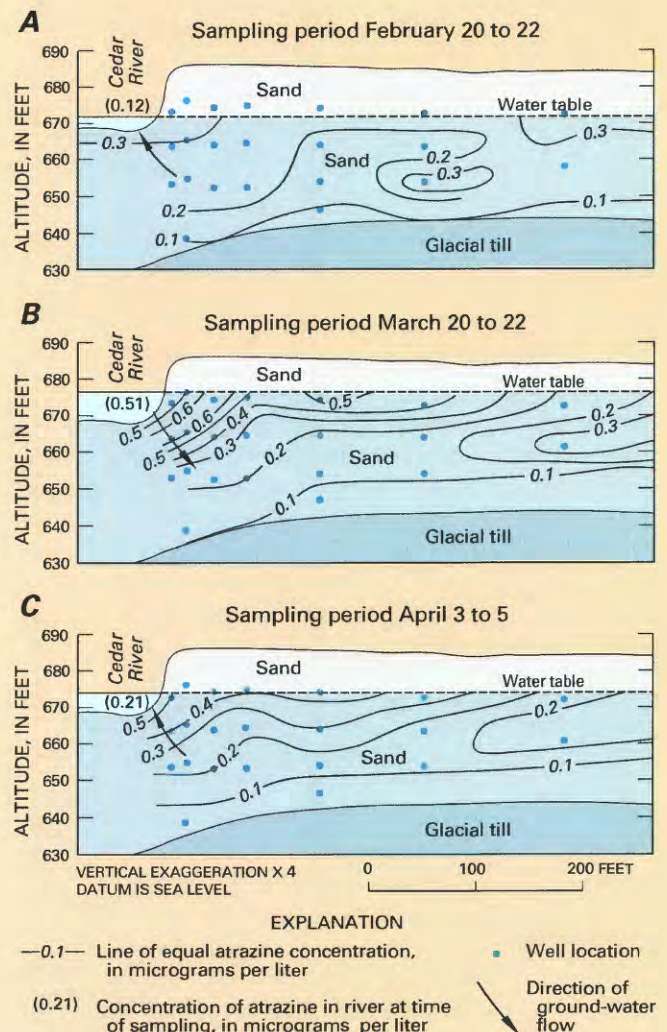 A
Sampling period February 20 to 22
690
680
670
660
650
640
630
ALTITUDE, IN FEET
Cedar River
(0.12)
Sand
Water table
0.3
0.3
Sand
0.2
0.3
0.2
0.1
0.1
Glacial till
B
Sampling period March 20 to 22
690
680
670
660
650
640
630
ALTITUDE, IN FEET
Cedar River
(0.51)
Sand
Water table
0.6
0.5
0.6
0.4
0.5
0.5
0.3
0.2
0.2
0.3
Sand
0.1
0.1
Glacial till
C
Sampling period April 3 to 5
690
680
670
660
650
640
630
ALTITUDE, IN FEET
Cedar River
(0.21)
Sand
Water table
0.4
0.5
0.3
0.2
0.2
Sand
0.1
0.1
Glacial till
VERTICAL EXAGGERATION X 4
DATUM IS SEA LEVEL
0 100 200 FEET
EXPLANATION
—0.1— Line of equal atrazine concentration,
in micrograms per liter
Well location
(0.21) Concentration of atrazine in river at time
of sampling, in micrograms per liter
Direction of
ground-water
flow